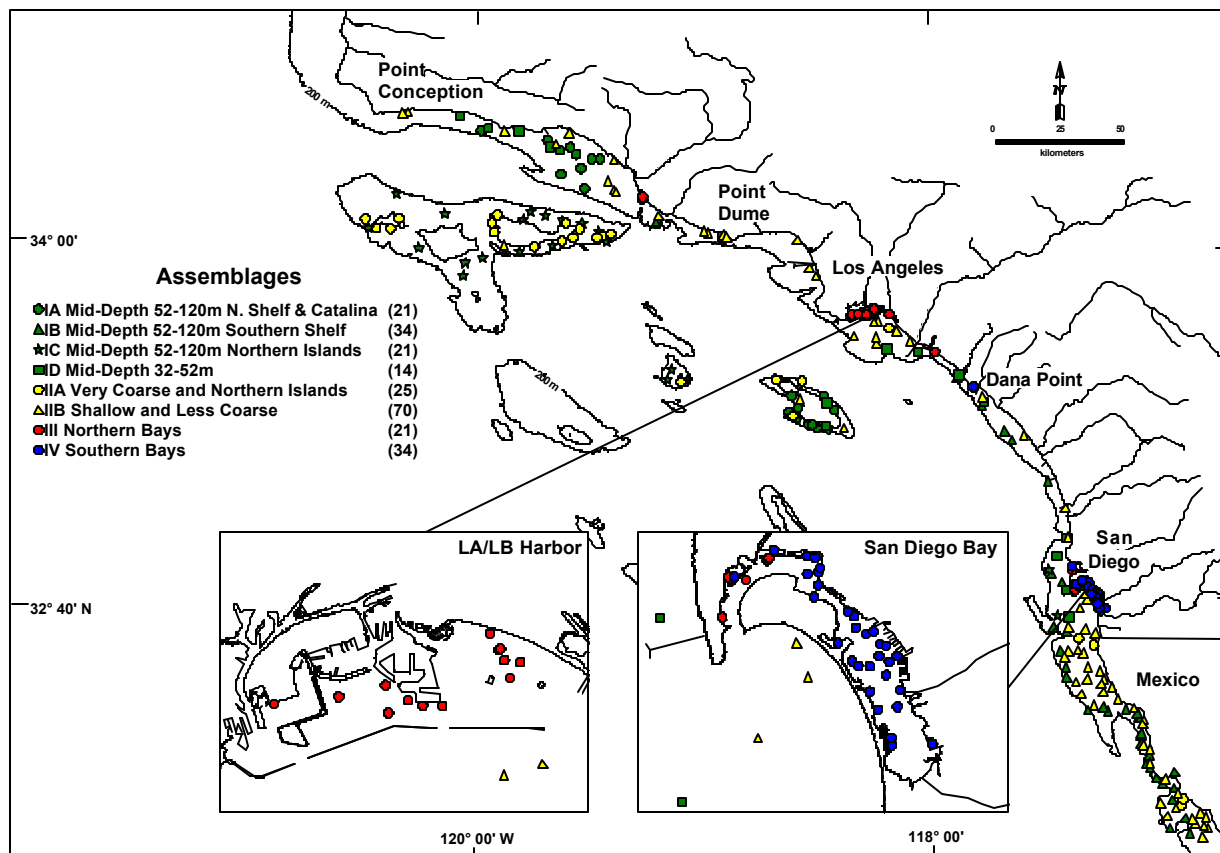 Point
Conception
200 m
N
0 25 50
kilometers
Point
Dume
34° 00'
Los Angeles
Assemblages
IA Mid-Depth 52-120m N. Shelf & Catalina (21)
IB Mid-Depth 52-120m Southern Shelf (34)
IC Mid-Depth 52-120m Northern Islands (21)
ID Mid-Depth 32-52m (14)
IIA Very Coarse and Northern Islands (25)
IIB Shallow and Less Coarse (70)
III Northern Bays (21)
IV Southern Bays (34)
200 m
Dana Point
San
Diego
LA/LB Harbor
San Diego Bay
32° 40' N
Mexico
120° 00' W
118° 00'